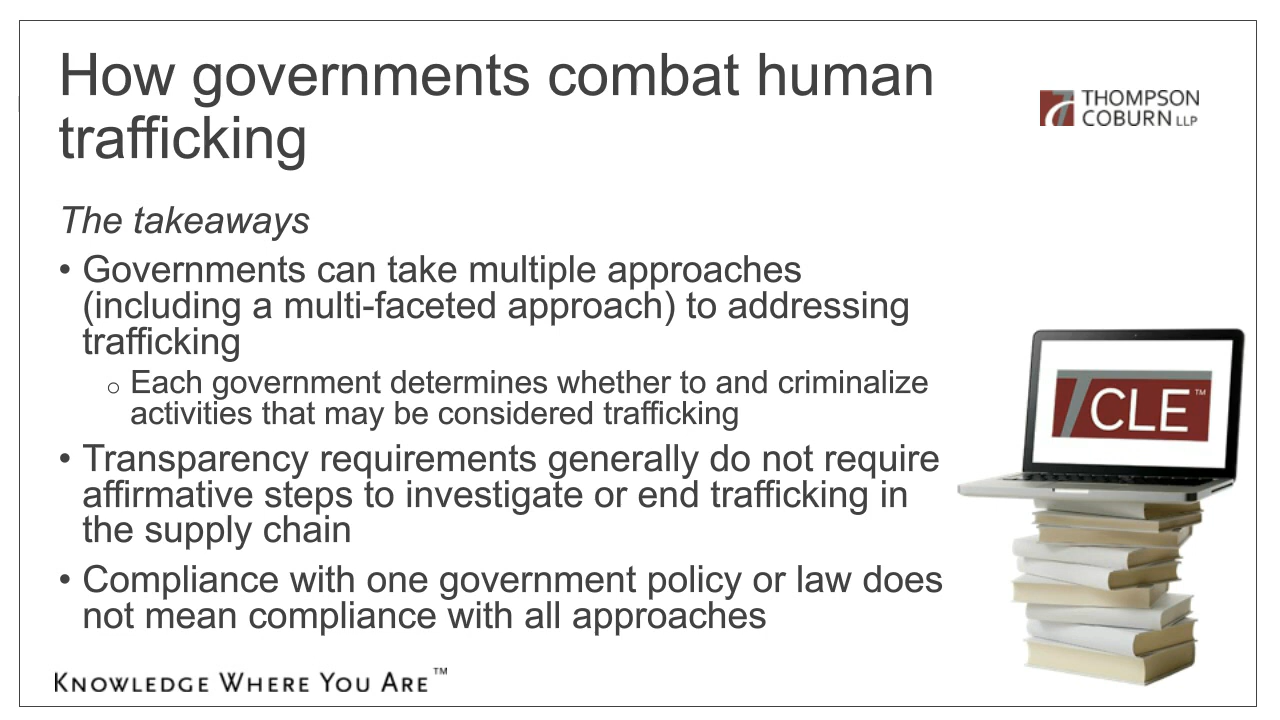 How governments combat human
trafficking
THOMPSON
COBURN LLP
The takeaways
• Governments can take multiple approaches
(including a multi-faceted approach) to addressing
trafficking
o Each government determines whether to and criminalize
activities that may be considered trafficking
• Transparency requirements generally do not require
affirmative steps to investigate or end trafficking in
the supply chain
• Compliance with one government policy or law does
not mean compliance with all approaches
CLE™
KNOWLEDGE WHERE YOU ARE™